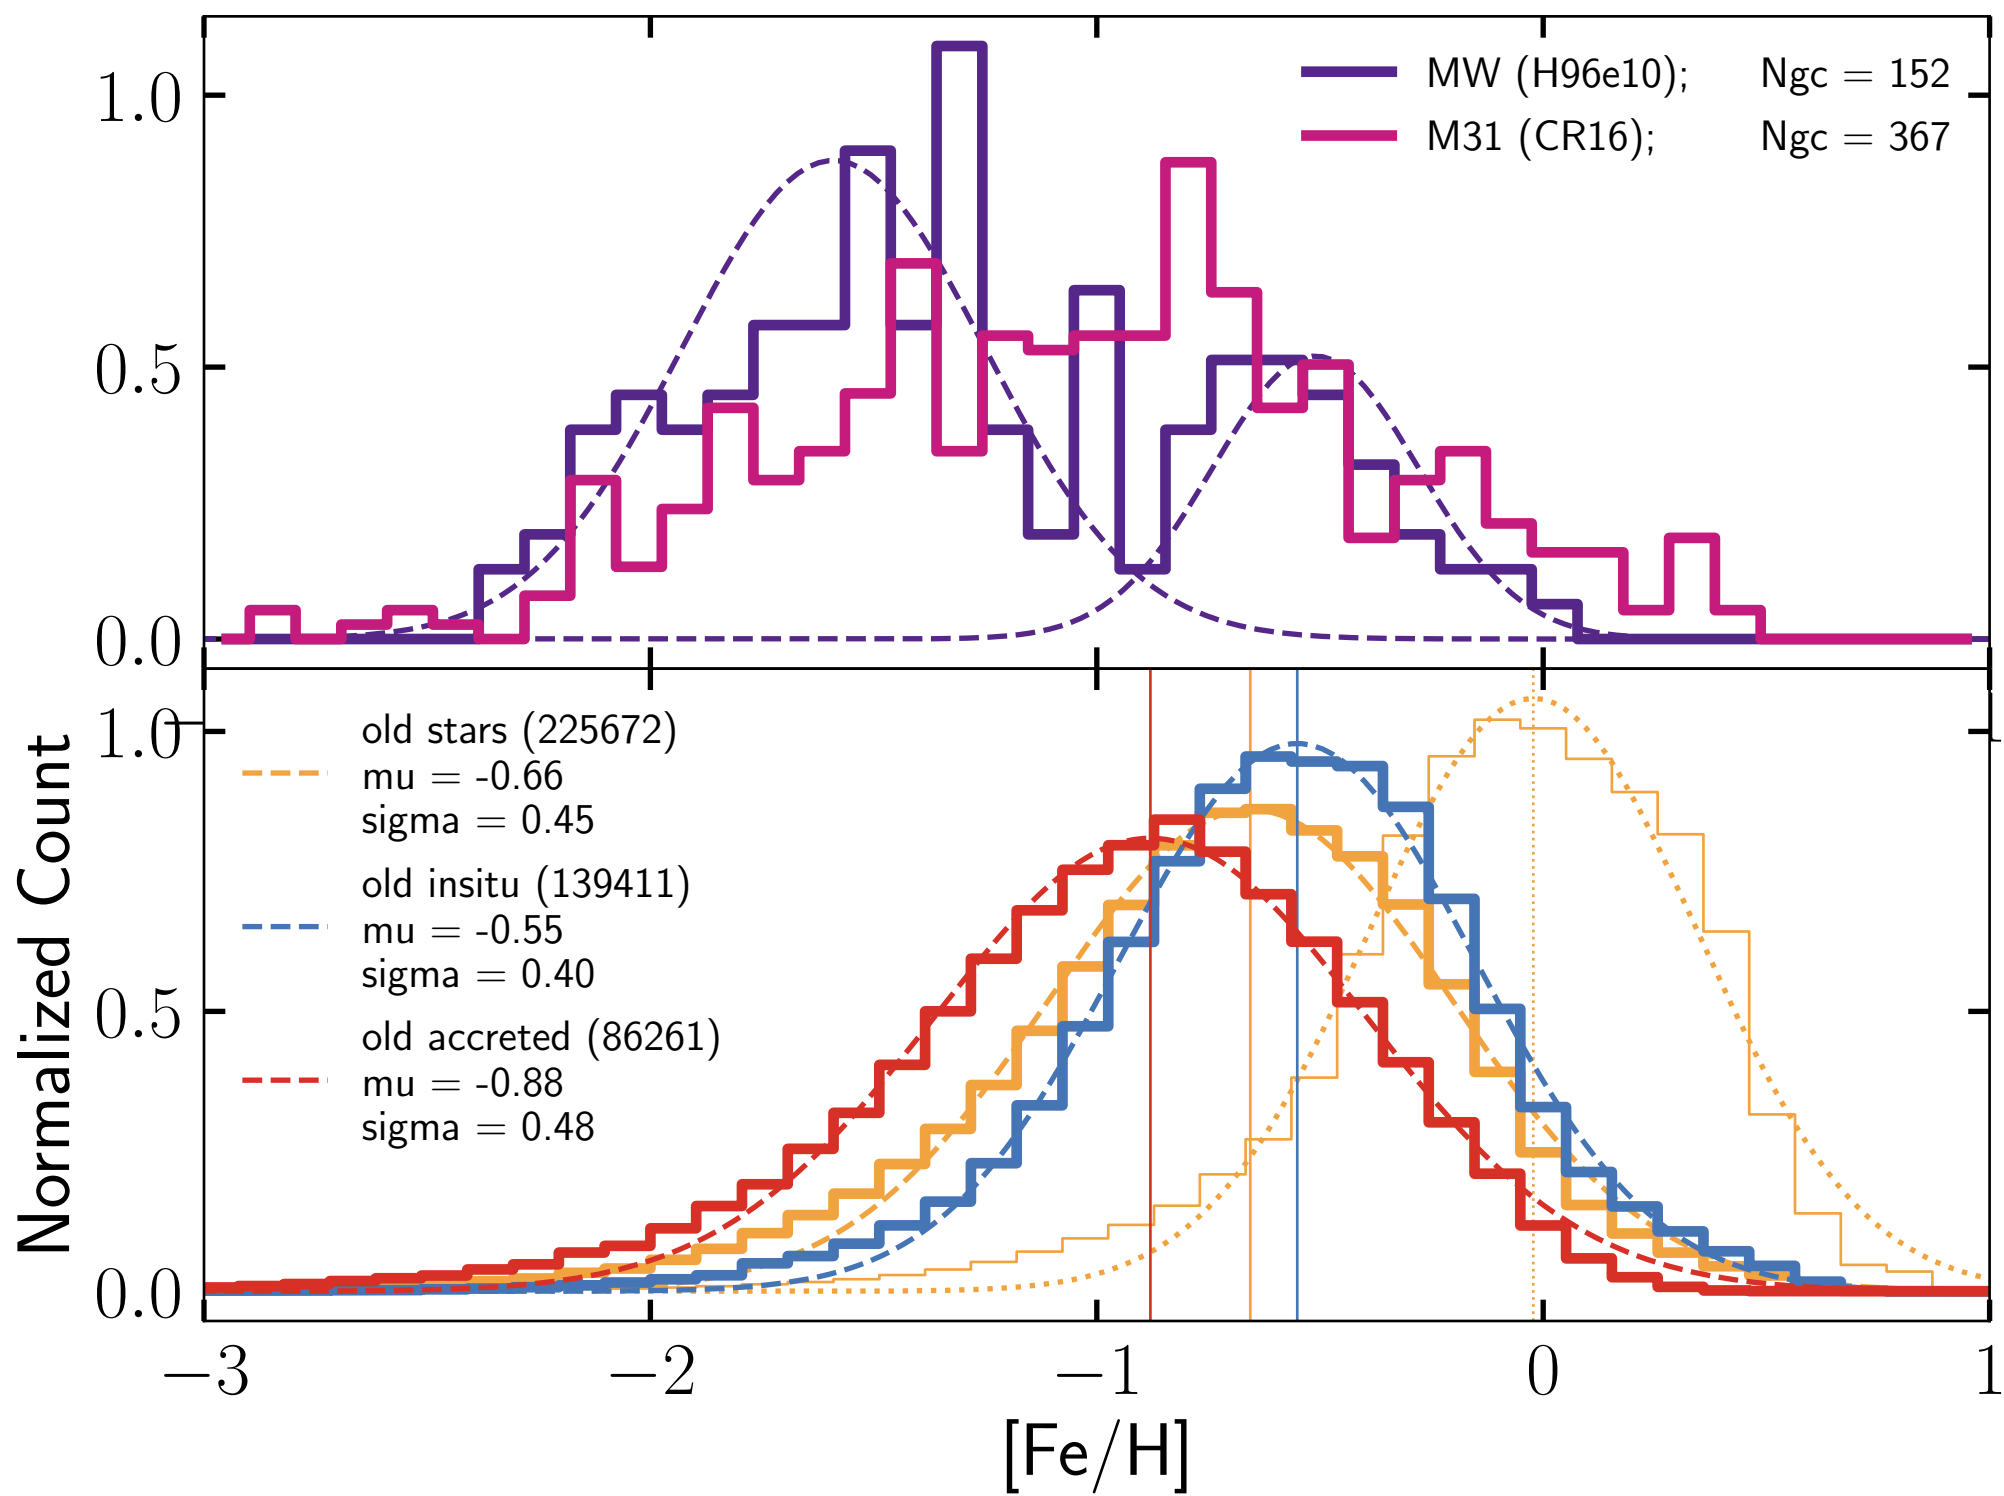 1.0
0.5
0.0
MW (H96e10); Ngc = 152
M31 (CR16); Ngc = 367
Normalized Count
1.0
0.5
0.0
old stars (225672)
mu = -0.66
sigma = 0.45
old insitu (139411)
mu = -0.55
sigma = 0.40
old accreted (86261)
mu = -0.88
sigma = 0.48
−3 −2 −1 0 1
[Fe/H]